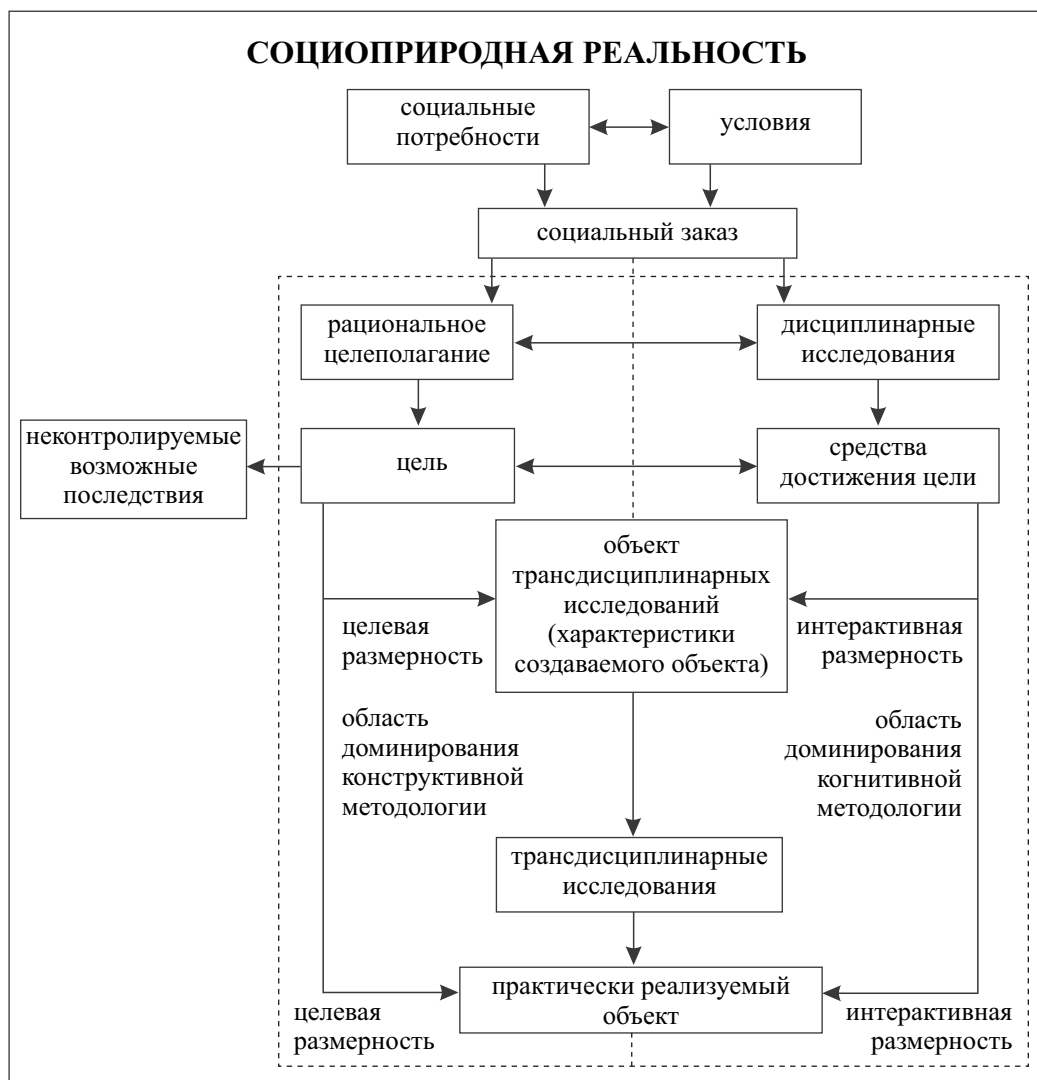 СОЦИОПРИРОДНАЯ РЕАЛЬНОСТЬ
социальные
потребности
условия
социальный заказ
рациональное
целеполагание
дисциплинарные
исследования
неконтролируемые
возможные
последствия
цель
средства
достижения цели
объект
трансдисциплинарных
исследований
(характеристики
создаваемого объекта)
целевая
размерность
интерактивная
размерность
область
доминирования
конструктивной
методологии
область
доминирования
когнитивной
методологии
трансдисциплинарные
исследования
практически реализуемый
объект
целевая
размерность
интерактивная
размерность